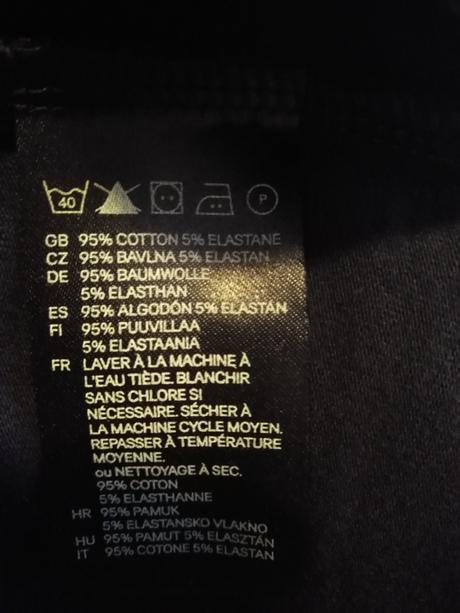 40 P
GB 95% COTTON 5% ELASTANE
CZ 95% BAVLNA 5% ELASTAN
DE 95% BAUMWOLLE
5% ELASTHAN
ES 95% ALGODÓN 5% ELASTÁN
FI 95% PUUVILLAA
5% ELASTAANIA
FR LAVER À LA MACHINE À
L'EAU TIÈDE. BLANCHIR
SANS CHLORE SI
NÉCESSAIRE. SÉCHER À
LA MACHINE CYCLE MOYEN.
REPASSER À TEMPÉRATURE
MOYENNE.
ou NETTOYAGE À SEC.
95% COTON
5% ELASTHANNE
HR 95% PAMUK
5% ELASTANSKO VLAKNO
HU 95% PAMUT 5% ELASZTÁN
IT 95% COTONE 5% ELASTAN